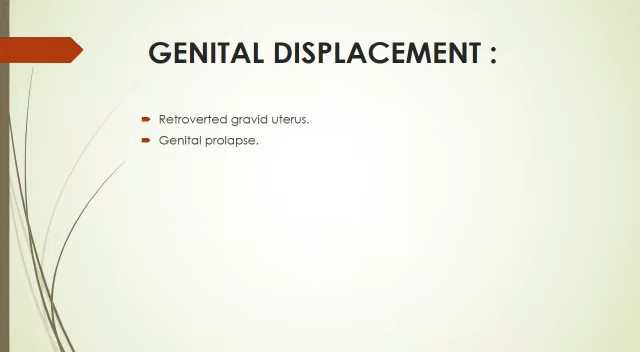 GENITAL DISPLACEMENT :
Retroverted gravid uterus.
Genital prolapse.